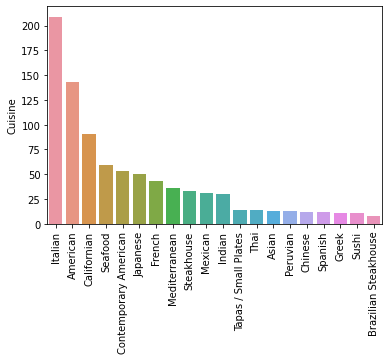 200
175
150
125
100
75
50
25
0
Cuisine
Italian
American
Californian
Seafood
Contemporary American
Japanese
French
Mediterranean
Steakhouse
Mexican
Indian
Tapas / Small Plates
Thai
Asian
Peruvian
Chinese
Spanish
Greek
Sushi
Brazilian Steakhouse